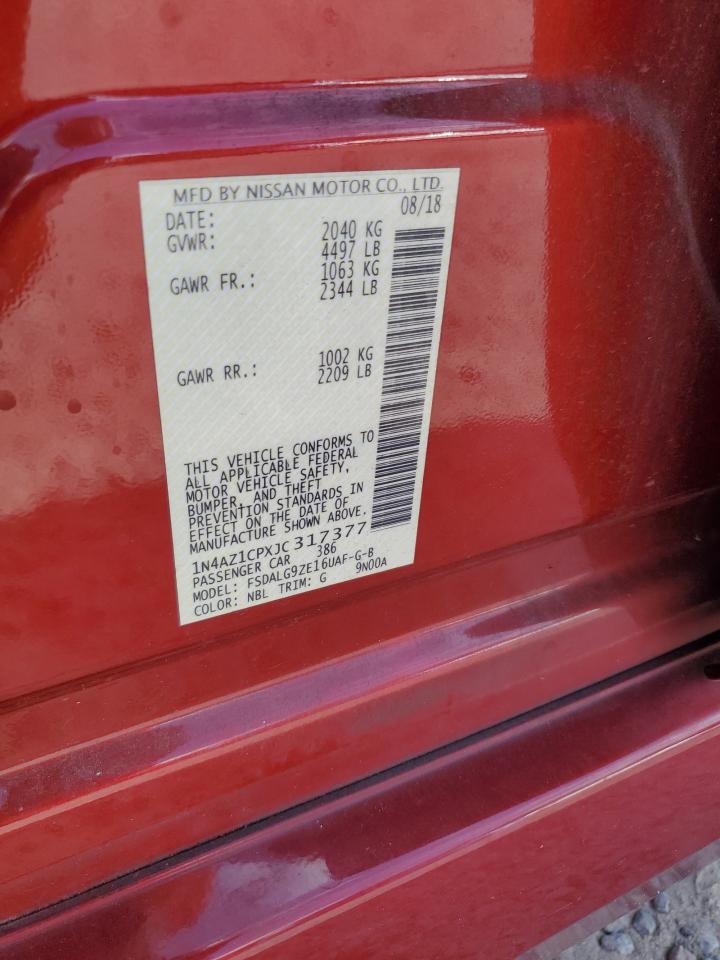 MFD BY NISSAN MOTOR CO., LTD.
DATE: 08/18
GVWR: 2040 KG
4497 LB
GAWR FR.: 1063 KG
2344 LB
GAWR RR.: 1002 KG
2209 LB
THIS VEHICLE CONFORMS TO
ALL APPLICABLE FEDERAL
MOTOR VEHICLE SAFETY,
BUMPER, AND THEFT
PREVENTION STANDARDS IN
EFFECT ON THE DATE OF
MANUFACTURE SHOWN ABOVE.
1N4AZ1CPXJC317377
PASSENGER CAR 386
MODEL: FSDALG9ZE16UAF-G-B
COLOR: NBL TRIM: G 9N00A